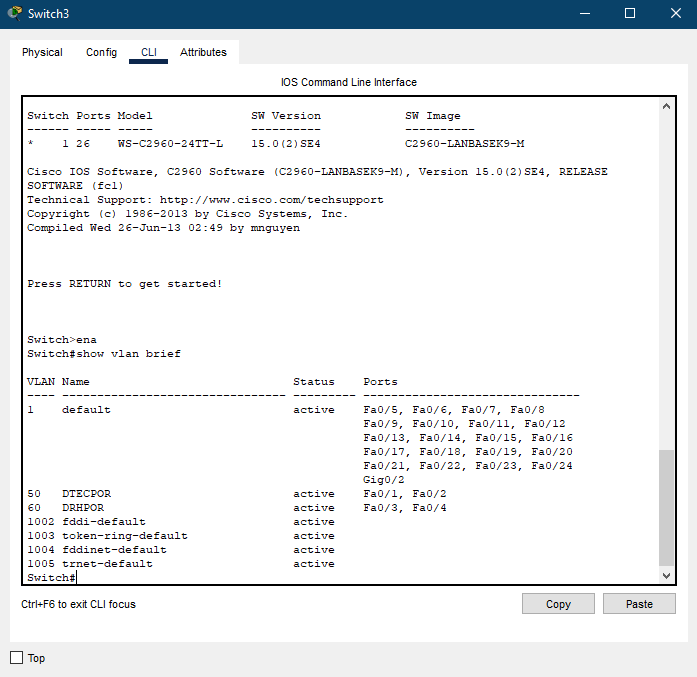 Switch3
Physical Config CLI Attributes
IOS Command Line Interface
Switch Ports Model              SW Version            SW Image
------ ----- -----              ----------            ----------
*    1 26    WS-C2960-24TT-L    15.0(2)SE4            C2960-LANBASEK9-M
Cisco IOS Software, C2960 Software (C2960-LANBASEK9-M), Version 15.0(2)SE4, RELEASE
SOFTWARE (fc1)
Technical Support: http://www.cisco.com/techsupport
Copyright (c) 1986-2013 by Cisco Systems, Inc.
Compiled Wed 26-Jun-13 02:49 by mnguyen
Press RETURN to get started!
Switch>ena
Switch#show vlan brief
VLAN Name                             Status    Ports
---- -------------------------------- --------- -------------------------------
1    default                          active    Fa0/5, Fa0/6, Fa0/7, Fa0/8
                                                Fa0/9, Fa0/10, Fa0/11, Fa0/12
                                                Fa0/13, Fa0/14, Fa0/15, Fa0/16
                                                Fa0/17, Fa0/18, Fa0/19, Fa0/20
                                                Fa0/21, Fa0/22, Fa0/23, Fa0/24
                                                Gig0/2
50   DTECPOR                          active    Fa0/1, Fa0/2
60   DRHPOR                           active    Fa0/3, Fa0/4
1002 fddi-default                     active
1003 token-ring-default               active
1004 fddinet-default                  active
1005 trnet-default                    active
Switch#
Ctrl+F6 to exit CLI focus
Copy Paste
Top